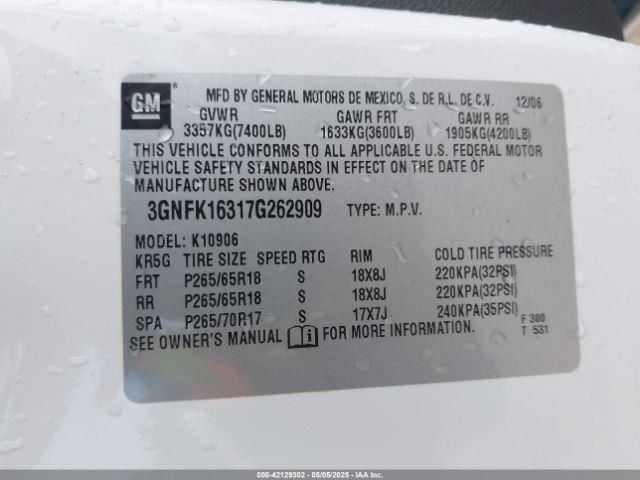 GM ®
MFD BY GENERAL MOTORS DE MEXICO, S. DE R.L. DE C.V. 12/06
GVWR GAWR FRT GAWR RR
3357KG(7400LB) 1633KG(3600LB) 1905KG(4200LB)
THIS VEHICLE CONFORMS TO ALL APPLICABLE U.S. FEDERAL MOTOR
VEHICLE SAFETY STANDARDS IN EFFECT ON THE DATE OF
MANUFACTURE SHOWN ABOVE.
3GNFK16317G262909 TYPE: M.P.V.
MODEL: K10906
KR5G TIRE SIZE SPEED RTG RIM COLD TIRE PRESSURE
FRT P265/65R18 S 18X8J 220KPA(32PSI)
RR P265/65R18 S 18X8J 220KPA(32PSI)
SPA P265/70R17 S 17X7J 240KPA(35PSI)
F 300
T 531
SEE OWNER'S MANUAL i FOR MORE INFORMATION.
000-42129302 - 05/05/2025 - IAAI.COM